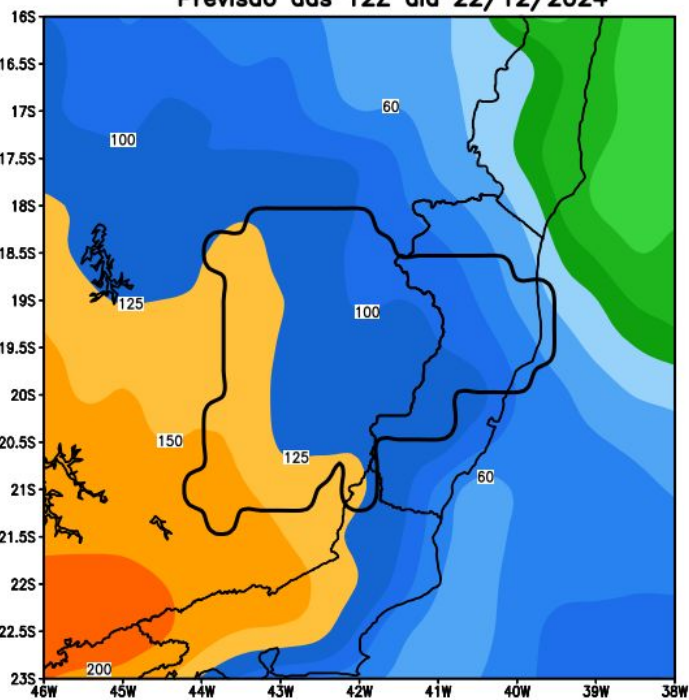 Previsão das 12Z dia 22/12/2024
16S
16.5S
17S
17.5S
18S
18.5S
19S
19.5S
20S
20.5S
21S
21.5S
22S
22.5S
23S
60
100
125
100
150
125
60
200
46W 45W 44W 43W 42W 41W 40W 39W 38W